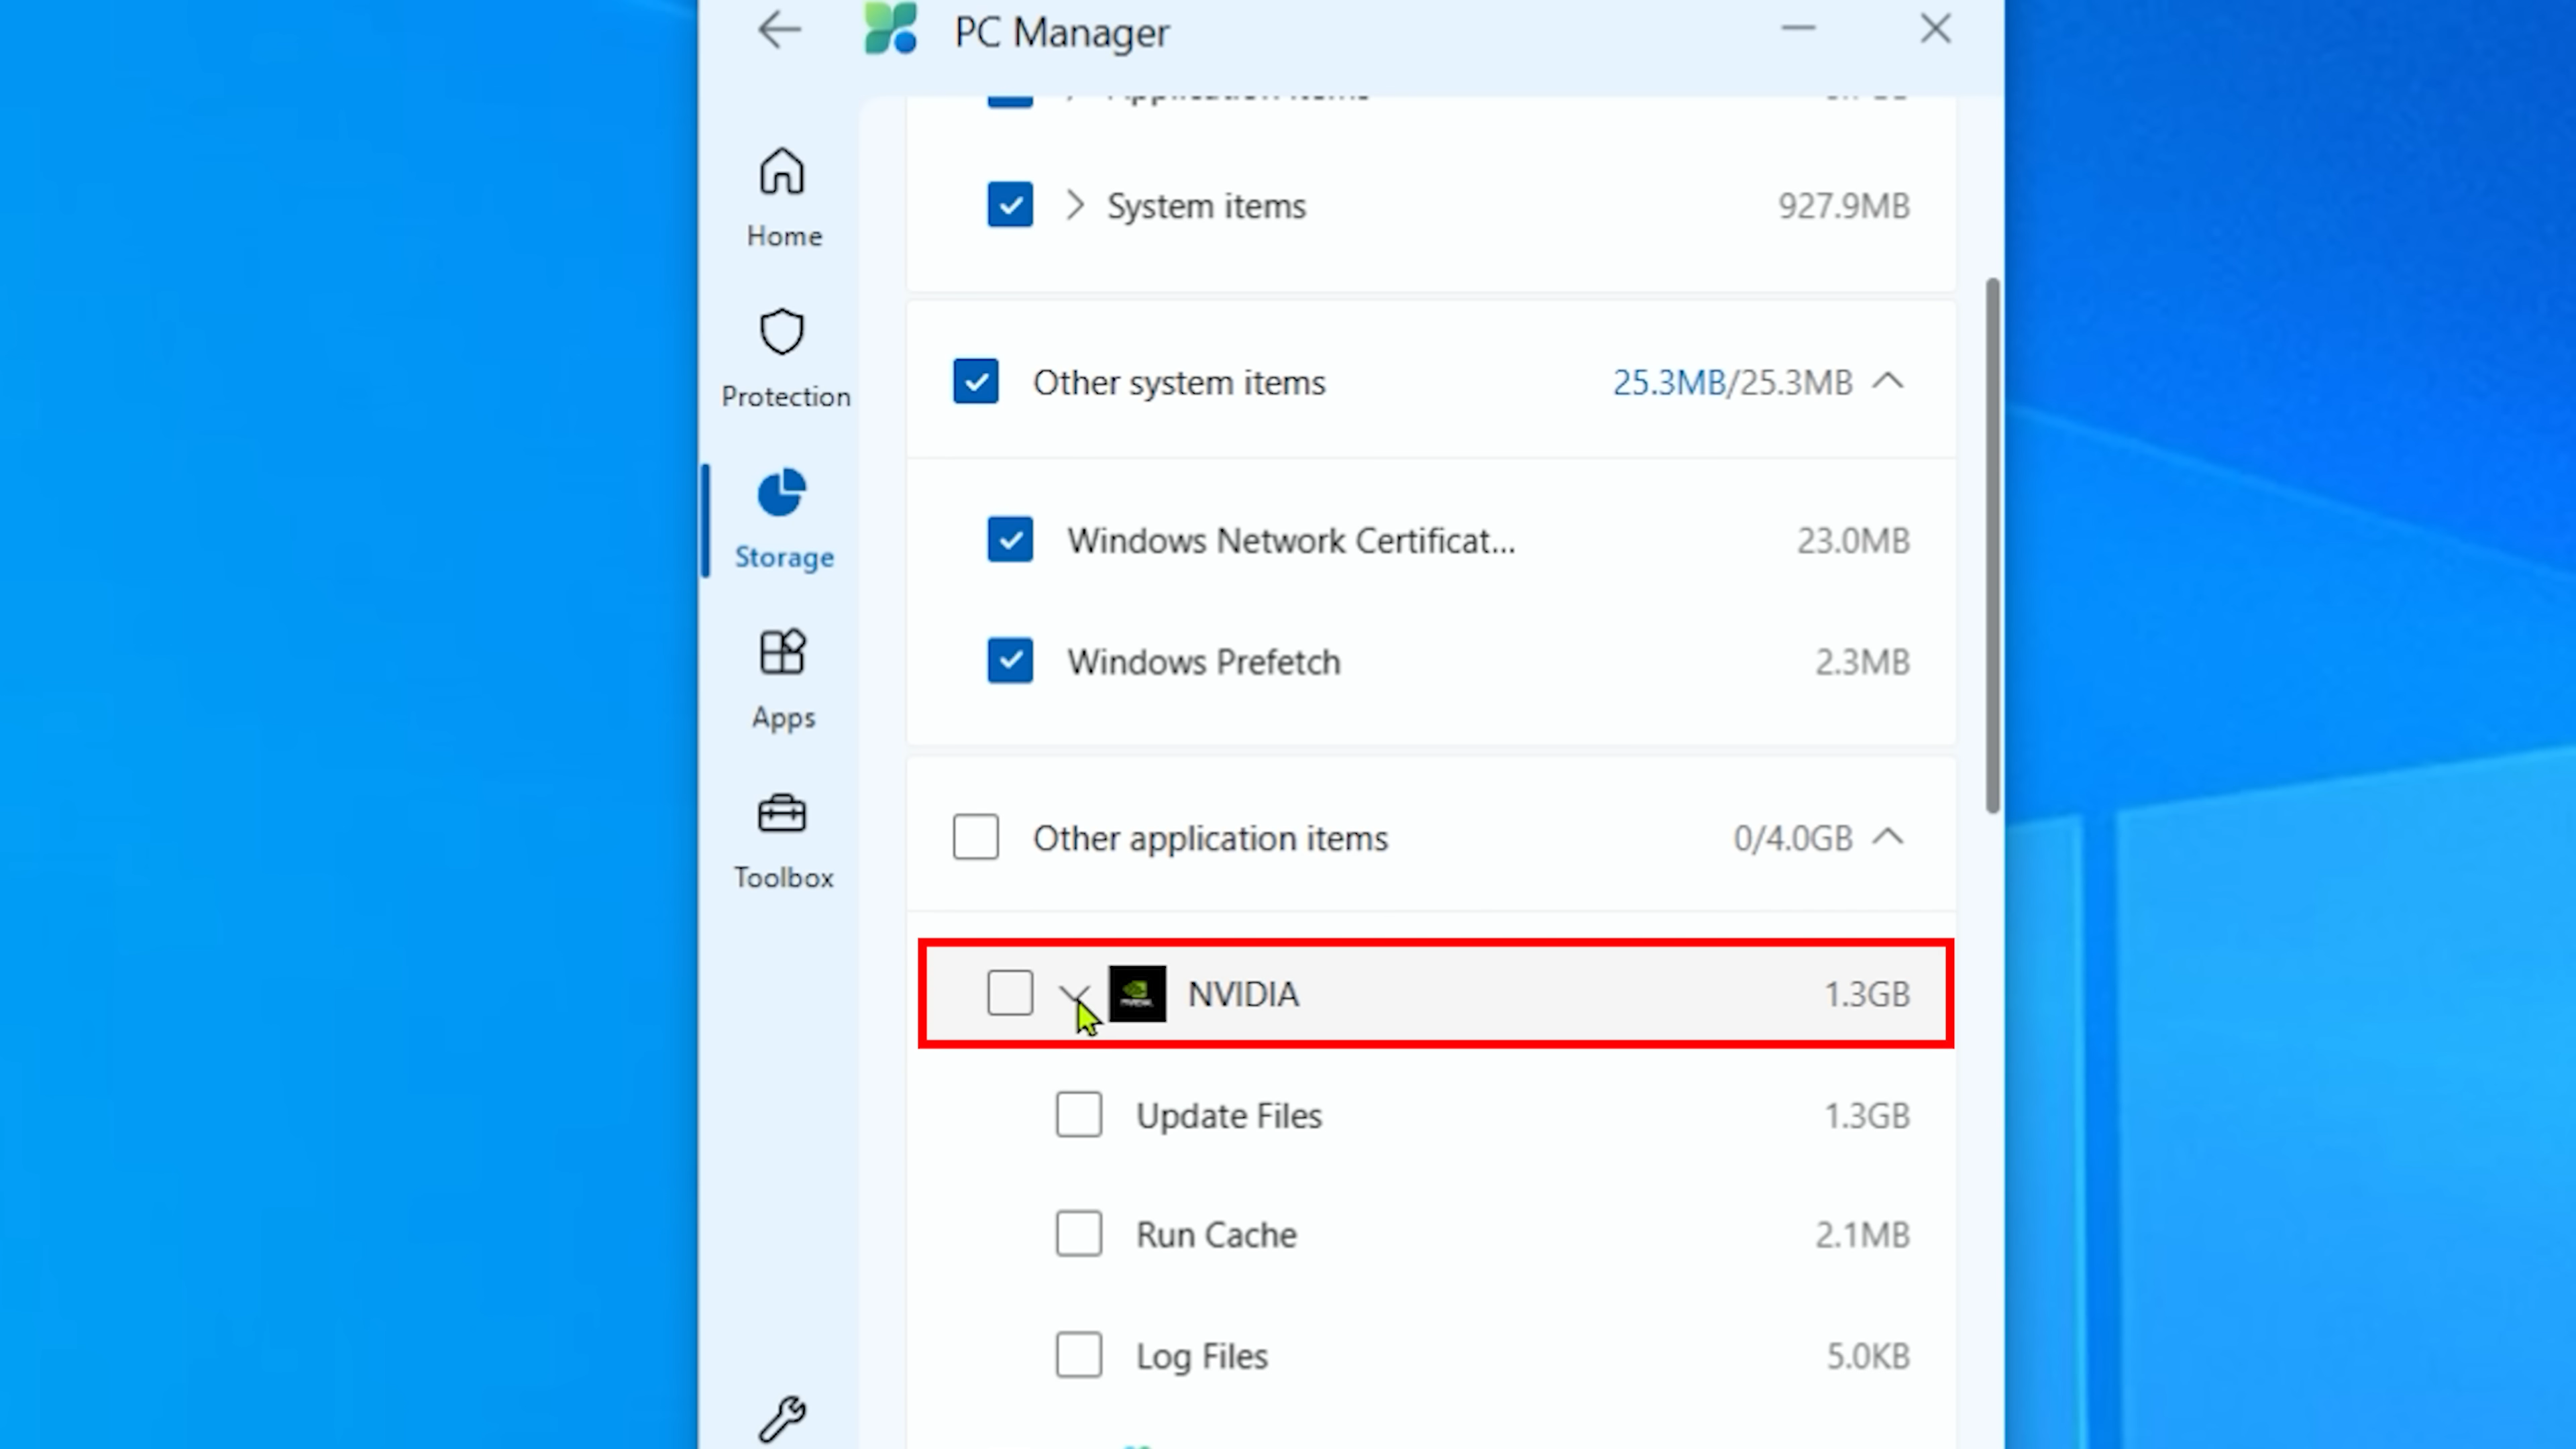 PC Manager
Home
Protection
Storage
Apps
Toolbox
Application items
System items 927.9MB
Other system items 25.3MB/25.3MB
Windows Network Certificat... 23.0MB
Windows Prefetch 2.3MB
Other application items 0/4.0GB
NVIDIA 1.3GB
Update Files 1.3GB
Run Cache 2.1MB
Log Files 5.0KB